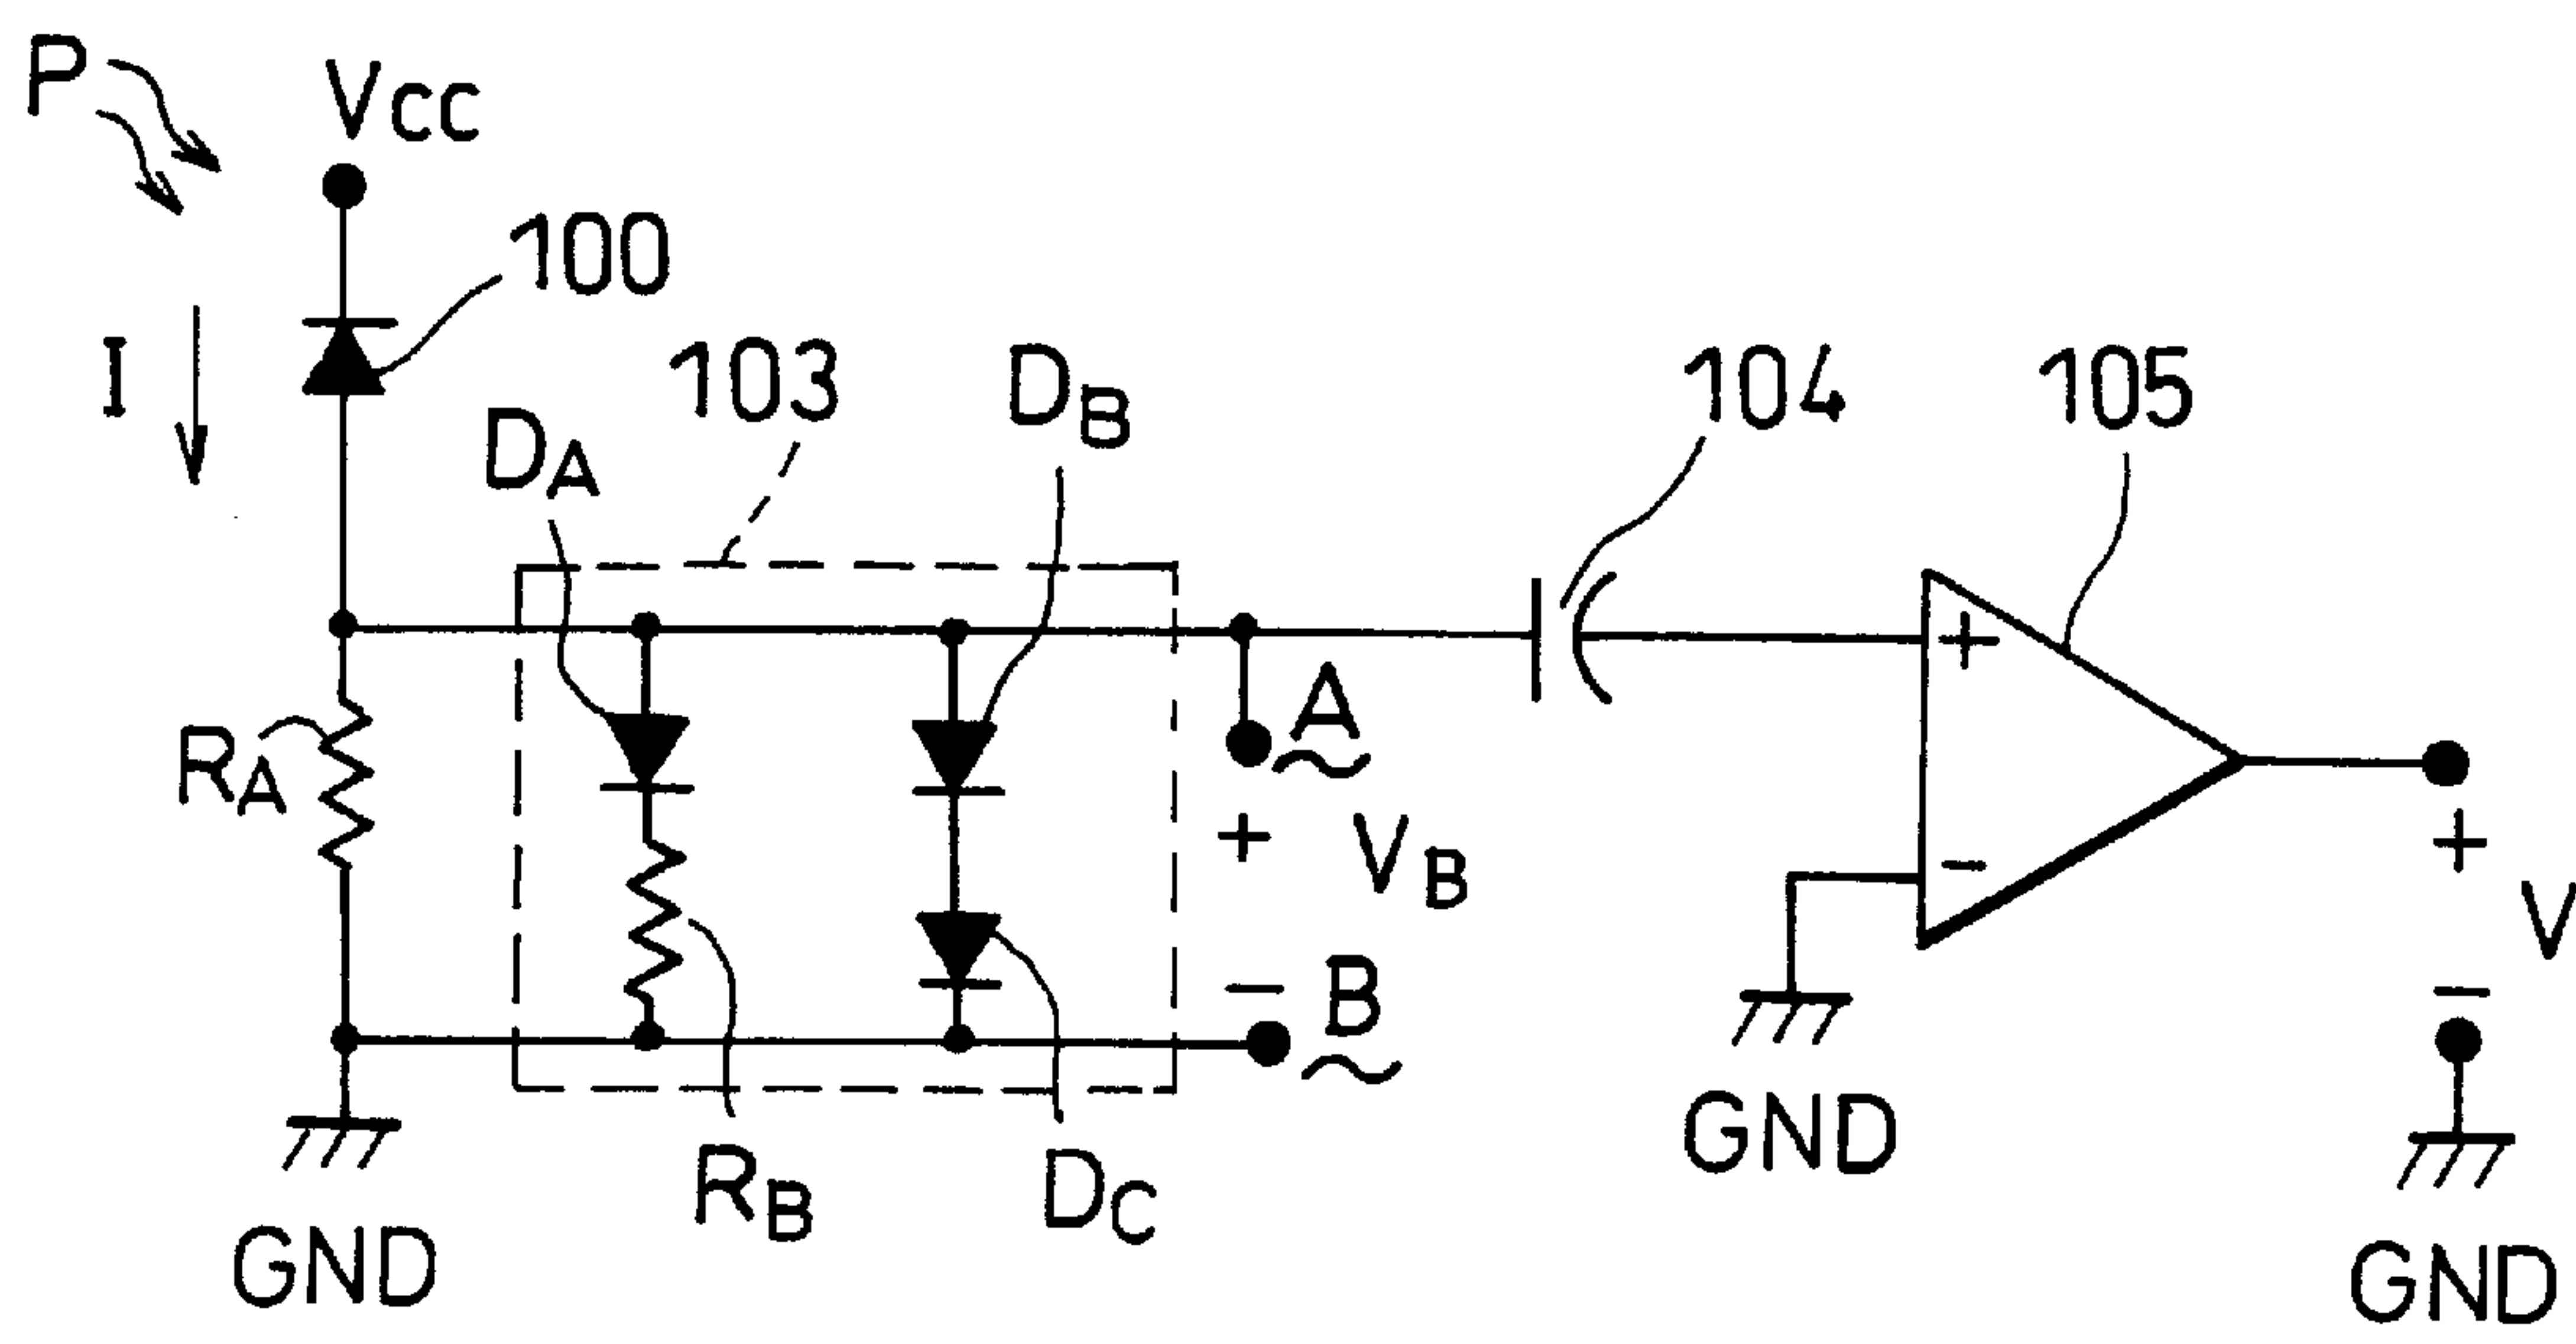 P
Vcc
100
I
103
DA
DB
104
105
RA
A
+
VB
-
B
+
-
+
V
-
RB
DC
GND
GND
GND